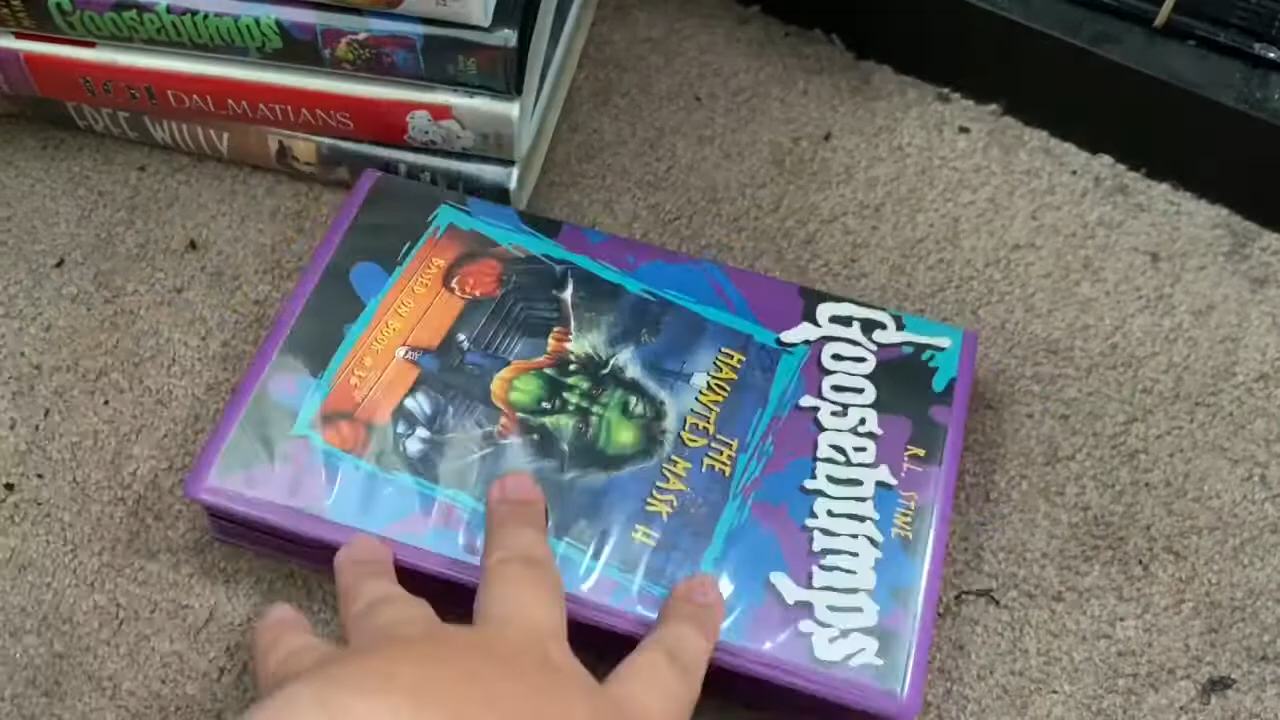 Goosebumps
DALMATIANS
FREE WILLY
R.L. STINE
Goosebumps
THE
HAUNTED MASK II
BASED ON BOOK #36